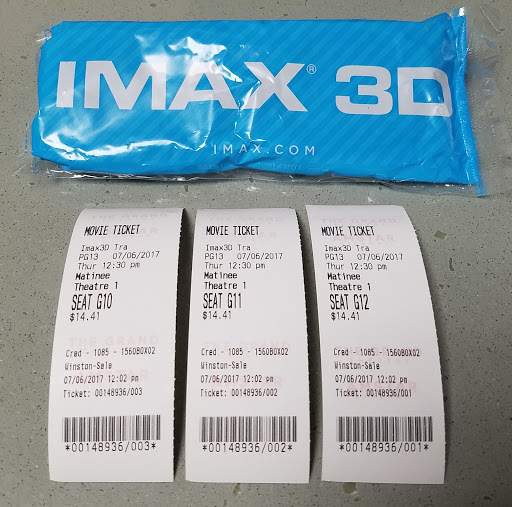 IMAX® 3D
IMAX.COM
MOVIE TICKET
Imax3D Tra
PG13 07/06/2017
Thur 12:30 pm
Matinee
Theatre 1
SEAT G10
$14.41
Cred - 1085 - 1560BOX02
Winston-Sale
07/06/2017 12:02 pm
Ticket: 00148936/003
*00148936/003*
MOVIE TICKET
Imax3D Tra
PG13 07/06/2017
Thur 12:30 pm
Matinee
Theatre 1
SEAT G11
$14.41
Cred - 1085 - 1560BOX02
Winston-Sale
07/06/2017 12:02 pm
Ticket: 00148936/002
*00148936/002*
MOVIE TICKET
Imax3D Tra
PG13 07/06/2017
Thur 12:30 pm
Matinee
Theatre 1
SEAT G12
$14.41
Cred - 1085 - 1560BOX02
Winston-Sale
07/06/2017 12:02 pm
Ticket: 00148936/001
*00148936/001*